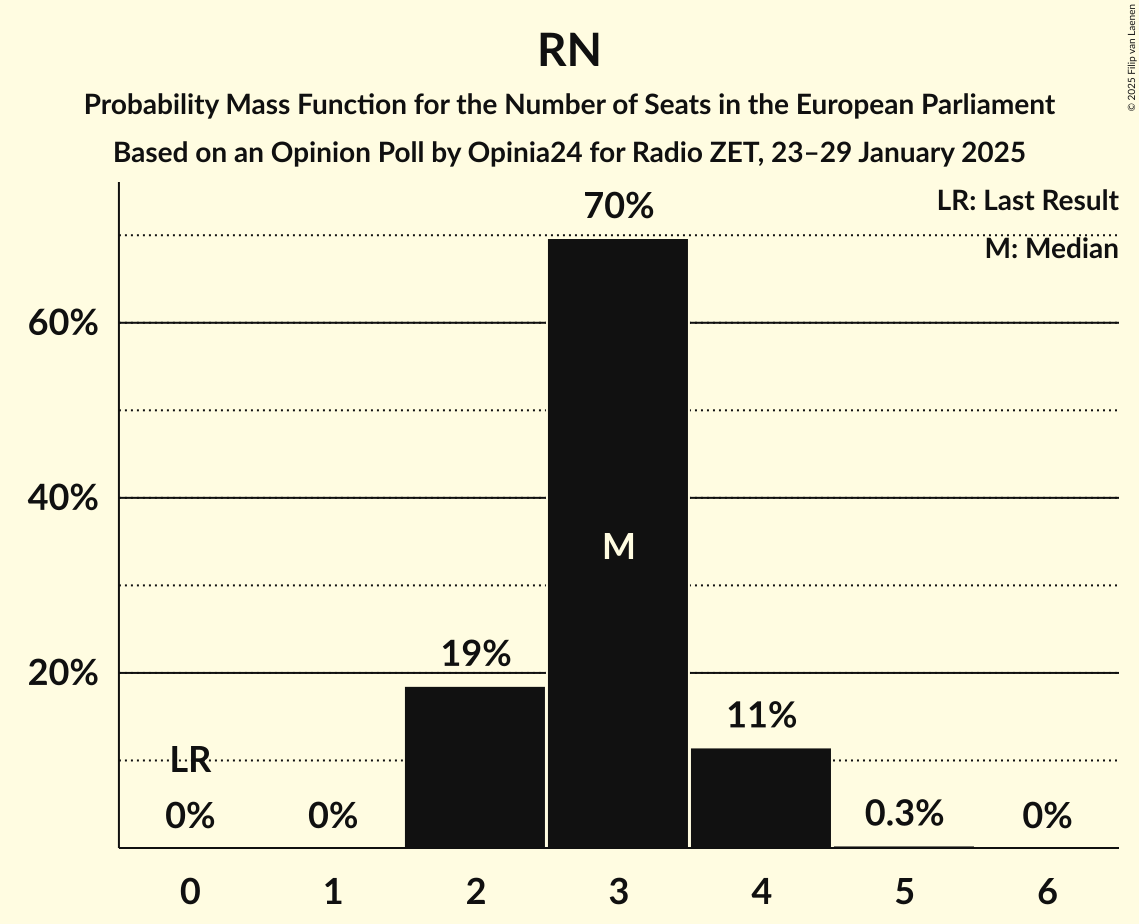 RN
Probability Mass Function for the Number of Seats in the European Parliament
Based on an Opinion Poll by Opinia24 for Radio ZET, 23–29 January 2025
© 2025 Filip van Laenen
LR: Last Result
M: Median
70%
60%
40%
M
19%
20%
11%
LR
0%
0%
0.3%
0%
0 1 2 3 4 5 6